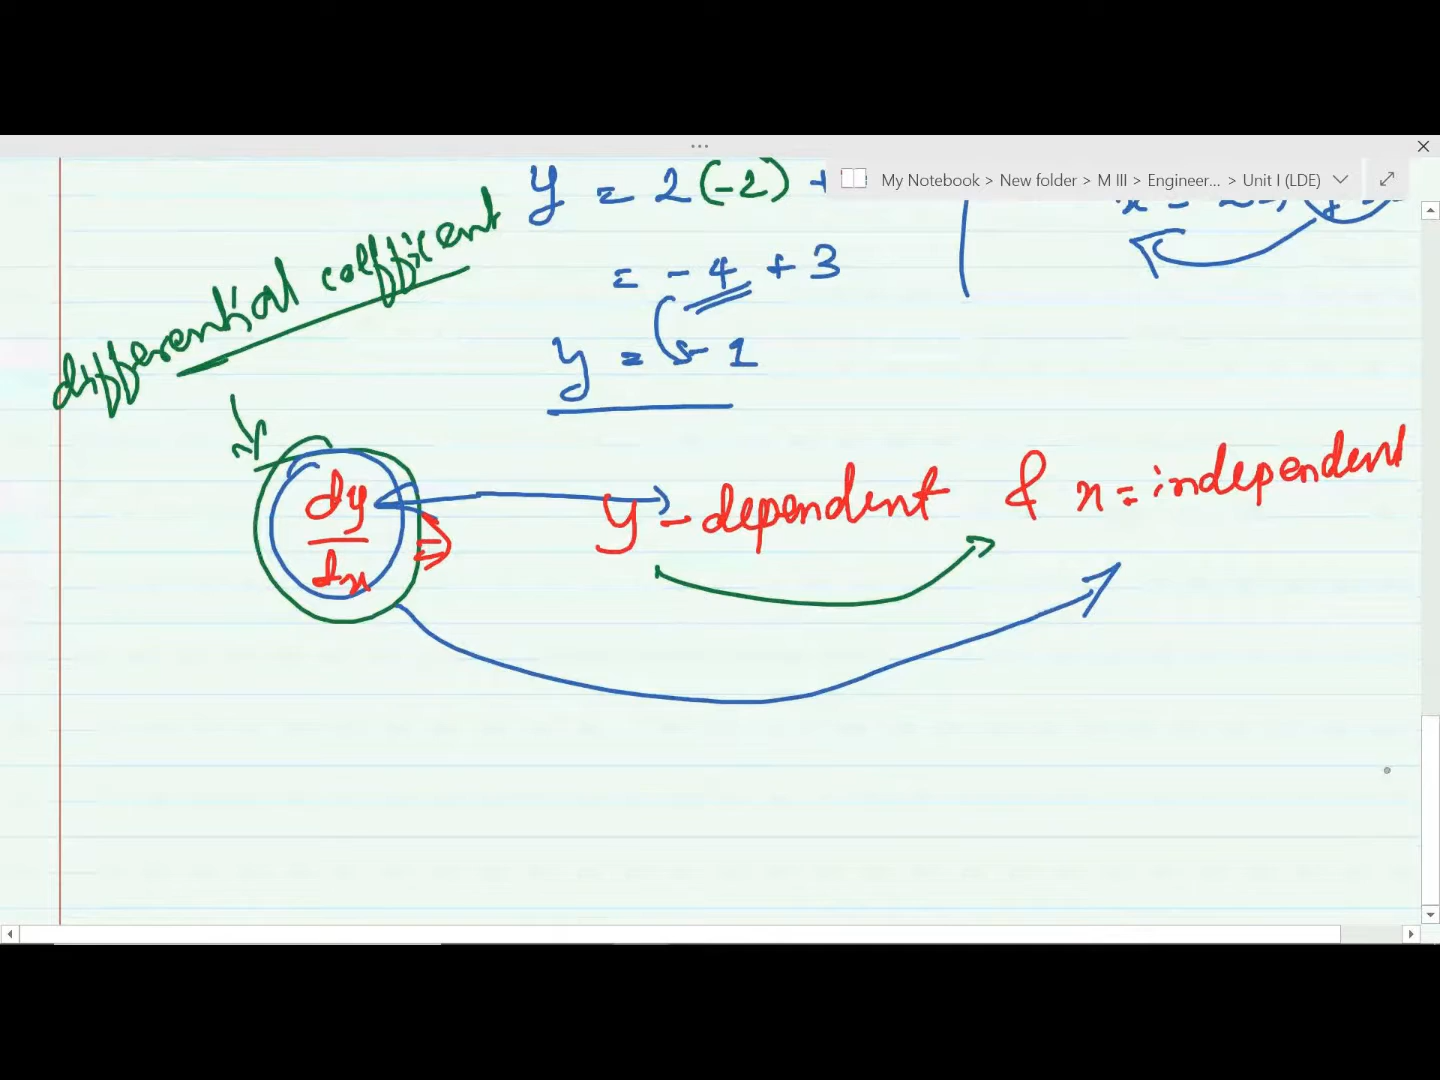 My Notebook > New folder > M III > Engineer... > Unit I (LDE)
y = 2(-2) +
= -4 + 3
y = -1
differential coefficient
dy/dx ⇒ y - dependent & x = independent